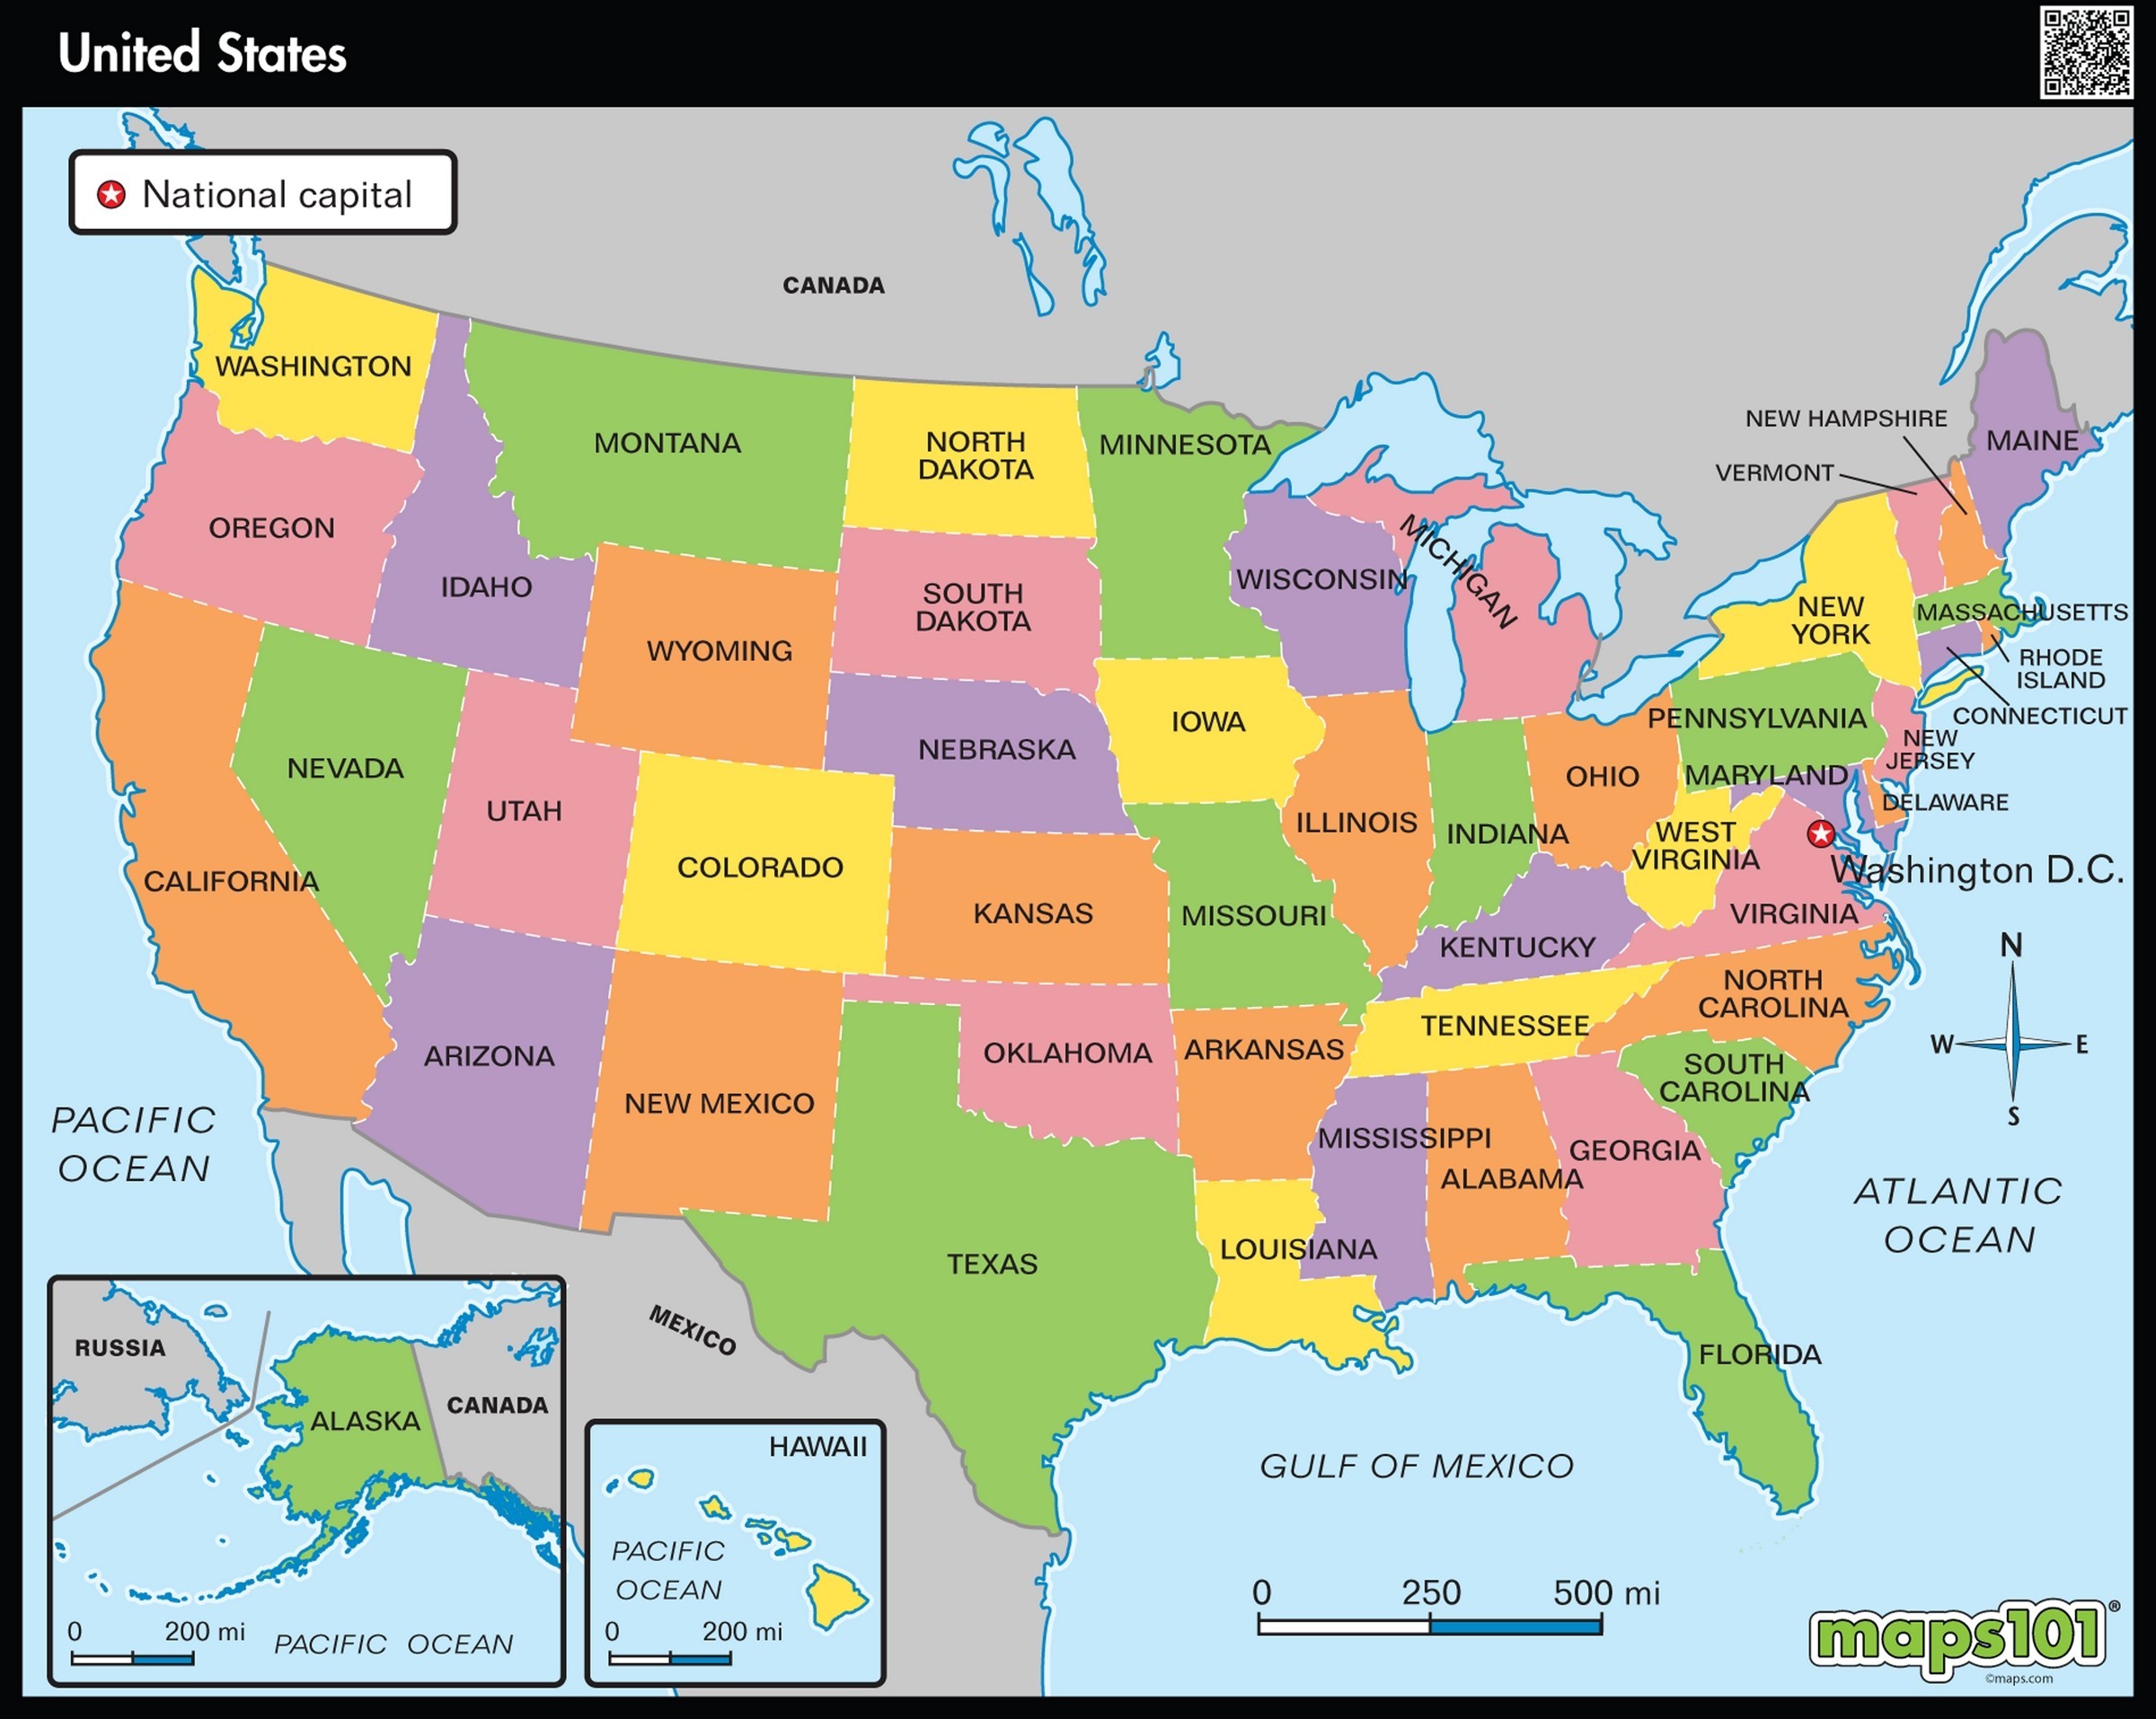 United States
National capital
CANADA
WASHINGTON
MONTANA
NORTH
DAKOTA
MINNESOTA
NEW HAMPSHIRE
VERMONT
MAINE
OREGON
IDAHO
WYOMING
SOUTH
DAKOTA
WISCONSIN
MICHIGAN
NEW
YORK
MASSACHUSETTS
RHODE
ISLAND
CONNECTICUT
NEVADA
UTAH
NEBRASKA
IOWA
PENNSYLVANIA
NEW
JERSEY
COLORADO
ILLINOIS
INDIANA
OHIO
MARYLAND
DELAWARE
WEST
VIRGINIA
Washington D.C.
CALIFORNIA
KANSAS
MISSOURI
KENTUCKY
VIRGINIA
ARIZONA
NEW MEXICO
OKLAHOMA
ARKANSAS
TENNESSEE
NORTH
CAROLINA
SOUTH
CAROLINA
N
W
E
S
PACIFIC
OCEAN
MISSISSIPPI
ALABAMA
GEORGIA
ATLANTIC
OCEAN
TEXAS
LOUISIANA
FLORIDA
MEXICO
GULF OF MEXICO
RUSSIA
ALASKA
CANADA
0 200 mi
PACIFIC OCEAN
HAWAII
PACIFIC
OCEAN
0 200 mi
0 250 500 mi
maps101®
©maps.com